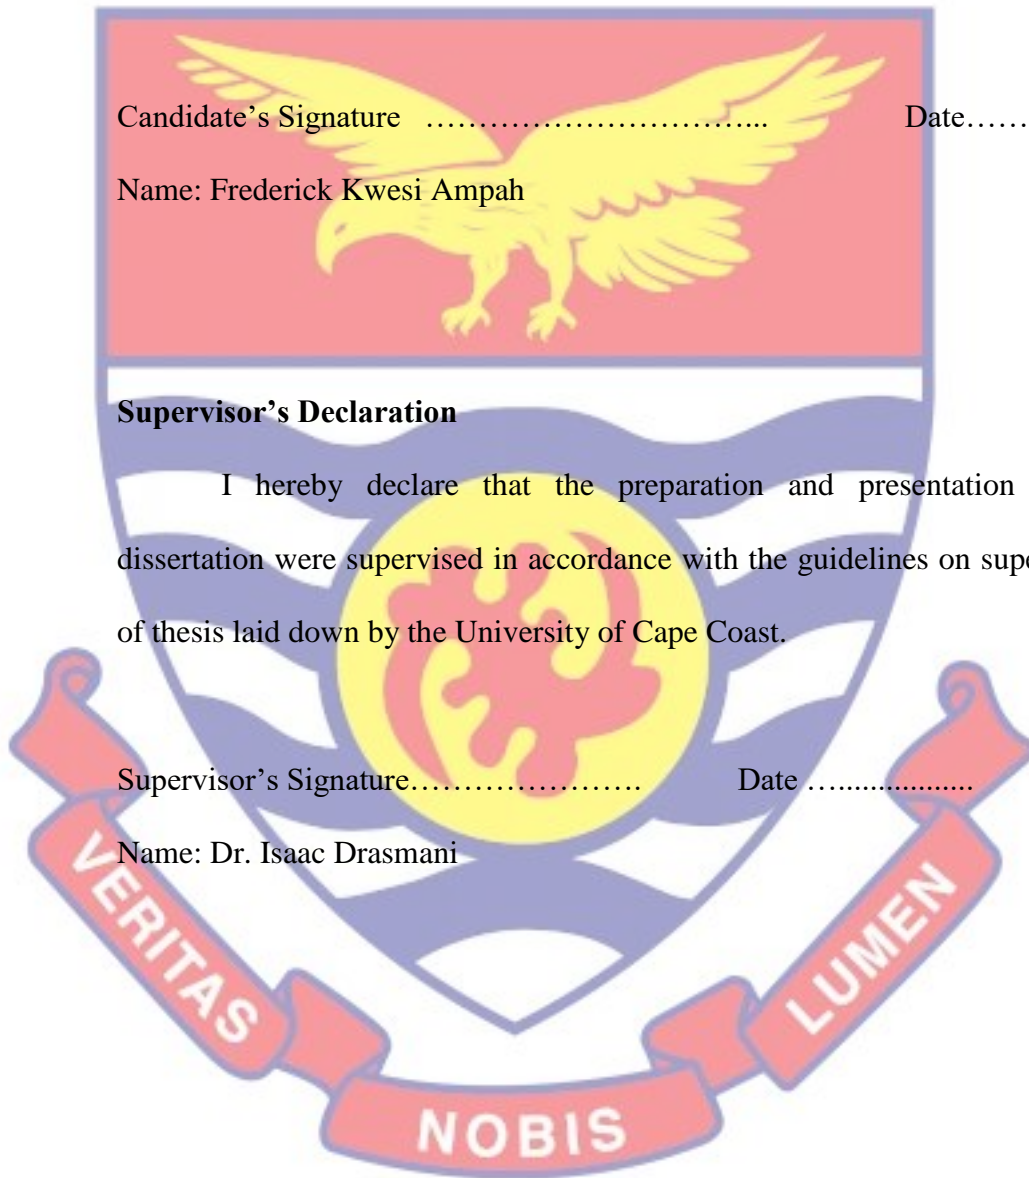 Candidate’s Signature …………………………... Date……
Name: Frederick Kwesi Ampah
Supervisor’s Declaration
I hereby declare that the preparation and presentation
dissertation were supervised in accordance with the guidelines on
of thesis laid down by the University of Cape Coast.
Supervisor’s Signature…………………. Date …................
Name: Dr. Isaac Drasmani
VERITAS
NOBIS
LUMEN